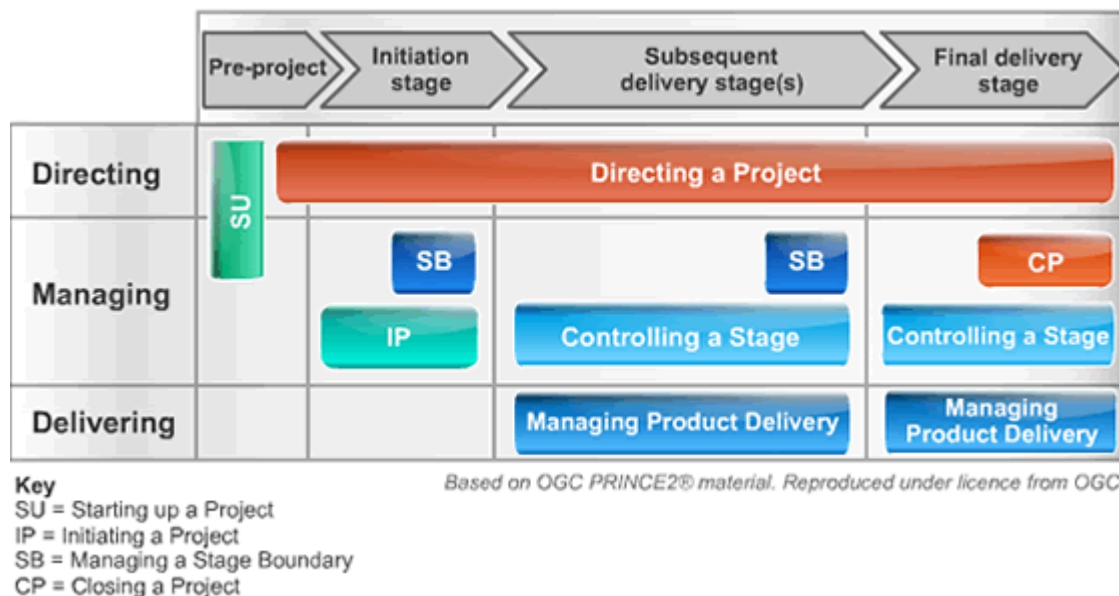 Pre-project
Initiation
stage
Subsequent
delivery stage(s)
Final delivery
stage
Directing
SU
Directing a Project
Managing
SB
SB
CP
IP
Controlling a Stage
Controlling a Stage
Delivering
Managing Product Delivery
Managing
Product Delivery
Based on OGC PRINCE2® material. Reproduced under licence from OGC
Key
SU = Starting up a Project
IP = Initiating a Project
SB = Managing a Stage Boundary
CP = Closing a Project